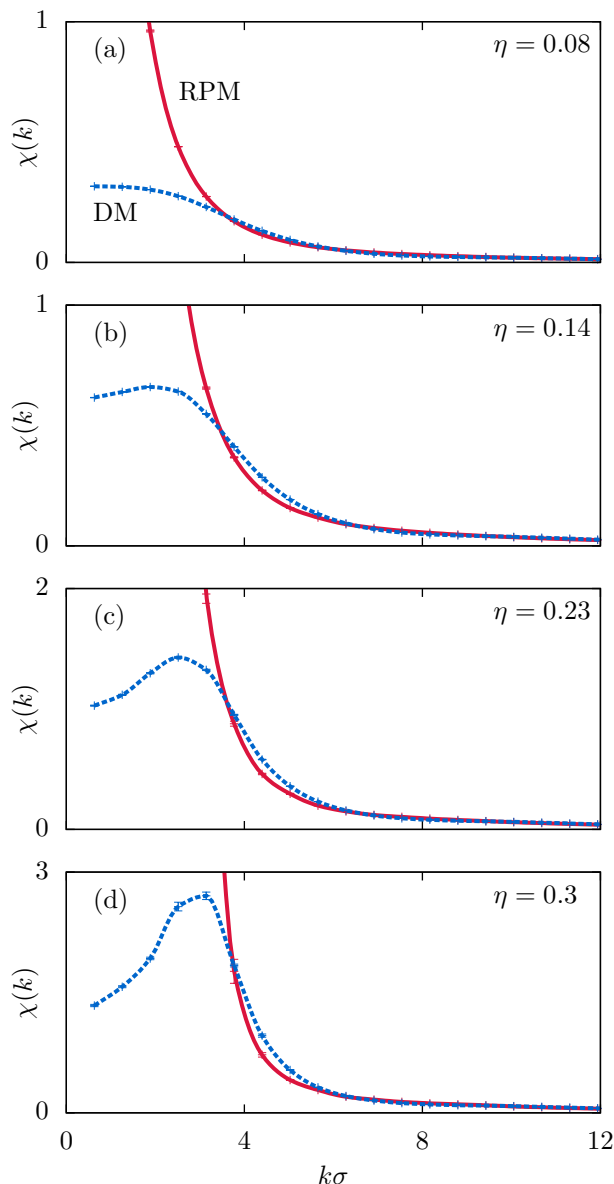 1
(a)
η = 0.08
RPM
χ(k)
DM
0
1
(b)
η = 0.14
χ(k)
0
2
(c)
η = 0.23
χ(k)
0
3
(d)
η = 0.3
χ(k)
0
0 4 8 12
kσ